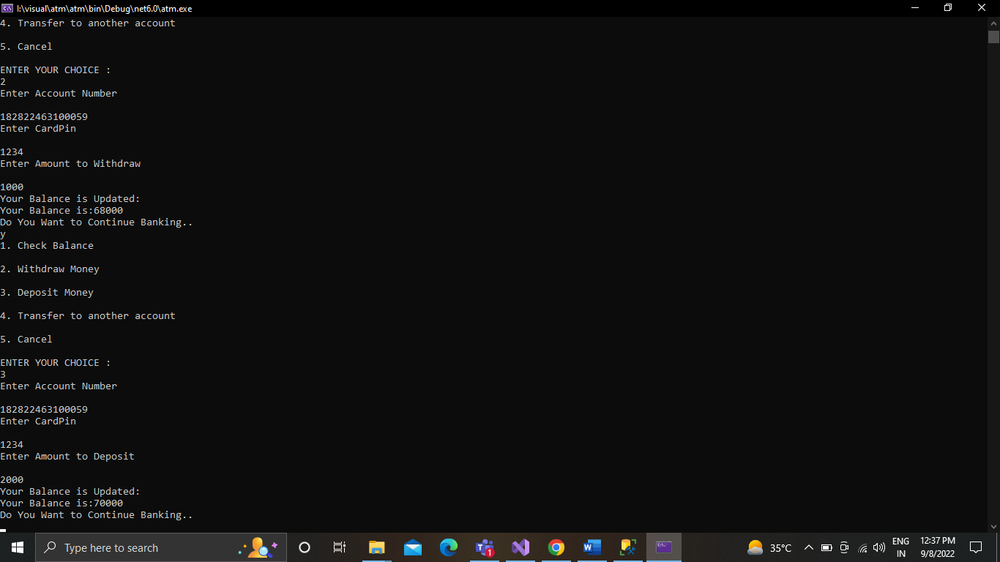 I:\visual\atm\atm\bin\Debug\net6.0\atm.exe
4. Transfer to another account
5. Cancel
ENTER YOUR CHOICE :
2
Enter Account Number
182822463100059
Enter CardPin
1234
Enter Amount to Withdraw
1000
Your Balance is Updated:
Your Balance is:68000
Do You Want to Continue Banking..
y
1. Check Balance
2. Withdraw Money
3. Deposit Money
4. Transfer to another account
5. Cancel
ENTER YOUR CHOICE :
3
Enter Account Number
182822463100059
Enter CardPin
1234
Enter Amount to Deposit
2000
Your Balance is Updated:
Your Balance is:70000
Do You Want to Continue Banking..
Type here to search
1
35°C
ENG
IN
12:37 PM
9/8/2022